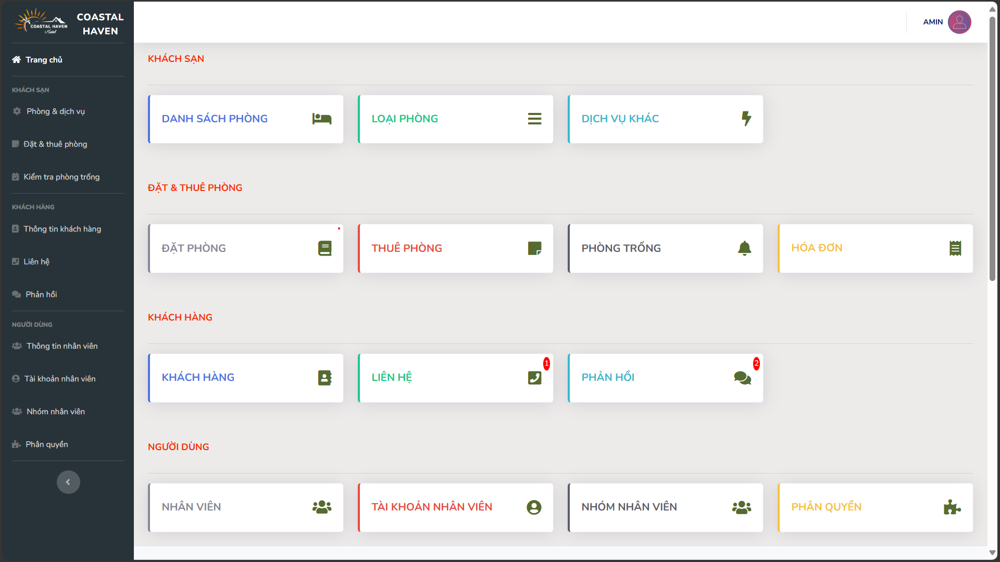 COASTAL HAVEN
Hotel
COASTAL
HAVEN
Trang chủ
KHÁCH SẠN
Phòng & dịch vụ
Đặt & thuê phòng
Kiểm tra phòng trống
KHÁCH HÀNG
Thông tin khách hàng
Liên hệ
Phản hồi
NGƯỜI DÙNG
Thông tin nhân viên
Tài khoản nhân viên
Nhóm nhân viên
Phân quyền
AMIN
KHÁCH SẠN
DANH SÁCH PHÒNG
LOẠI PHÒNG
DỊCH VỤ KHÁC
ĐẶT & THUÊ PHÒNG
ĐẶT PHÒNG
THUÊ PHÒNG
PHÒNG TRỐNG
HÓA ĐƠN
KHÁCH HÀNG
KHÁCH HÀNG
LIÊN HỆ
1
PHẢN HỒI
2
NGƯỜI DÙNG
NHÂN VIÊN
TÀI KHOẢN NHÂN VIÊN
NHÓM NHÂN VIÊN
PHÂN QUYỀN